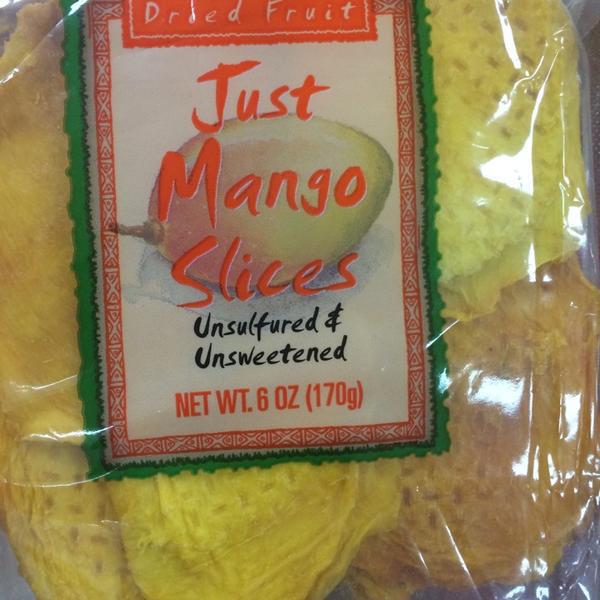 Dried Fruit
Just
Mango
Slices
Unsulfured &
Unsweetened
NET WT. 6 OZ (170g)